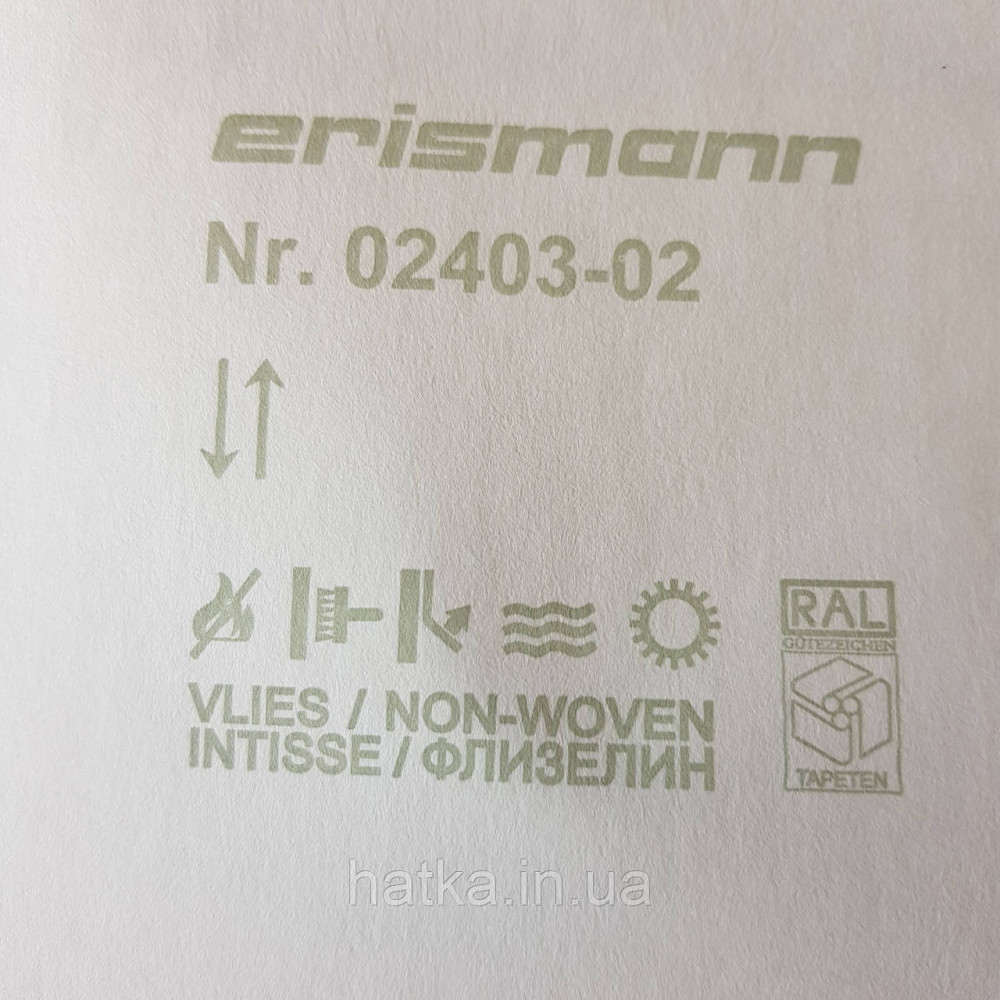 erismann
Nr. 02403-02
RAL
GÜTEZEICHEN
VLIES / NON-WOVEN
INTISSE / ФЛИЗЕЛИН
TAPETEN
hatka.in.ua